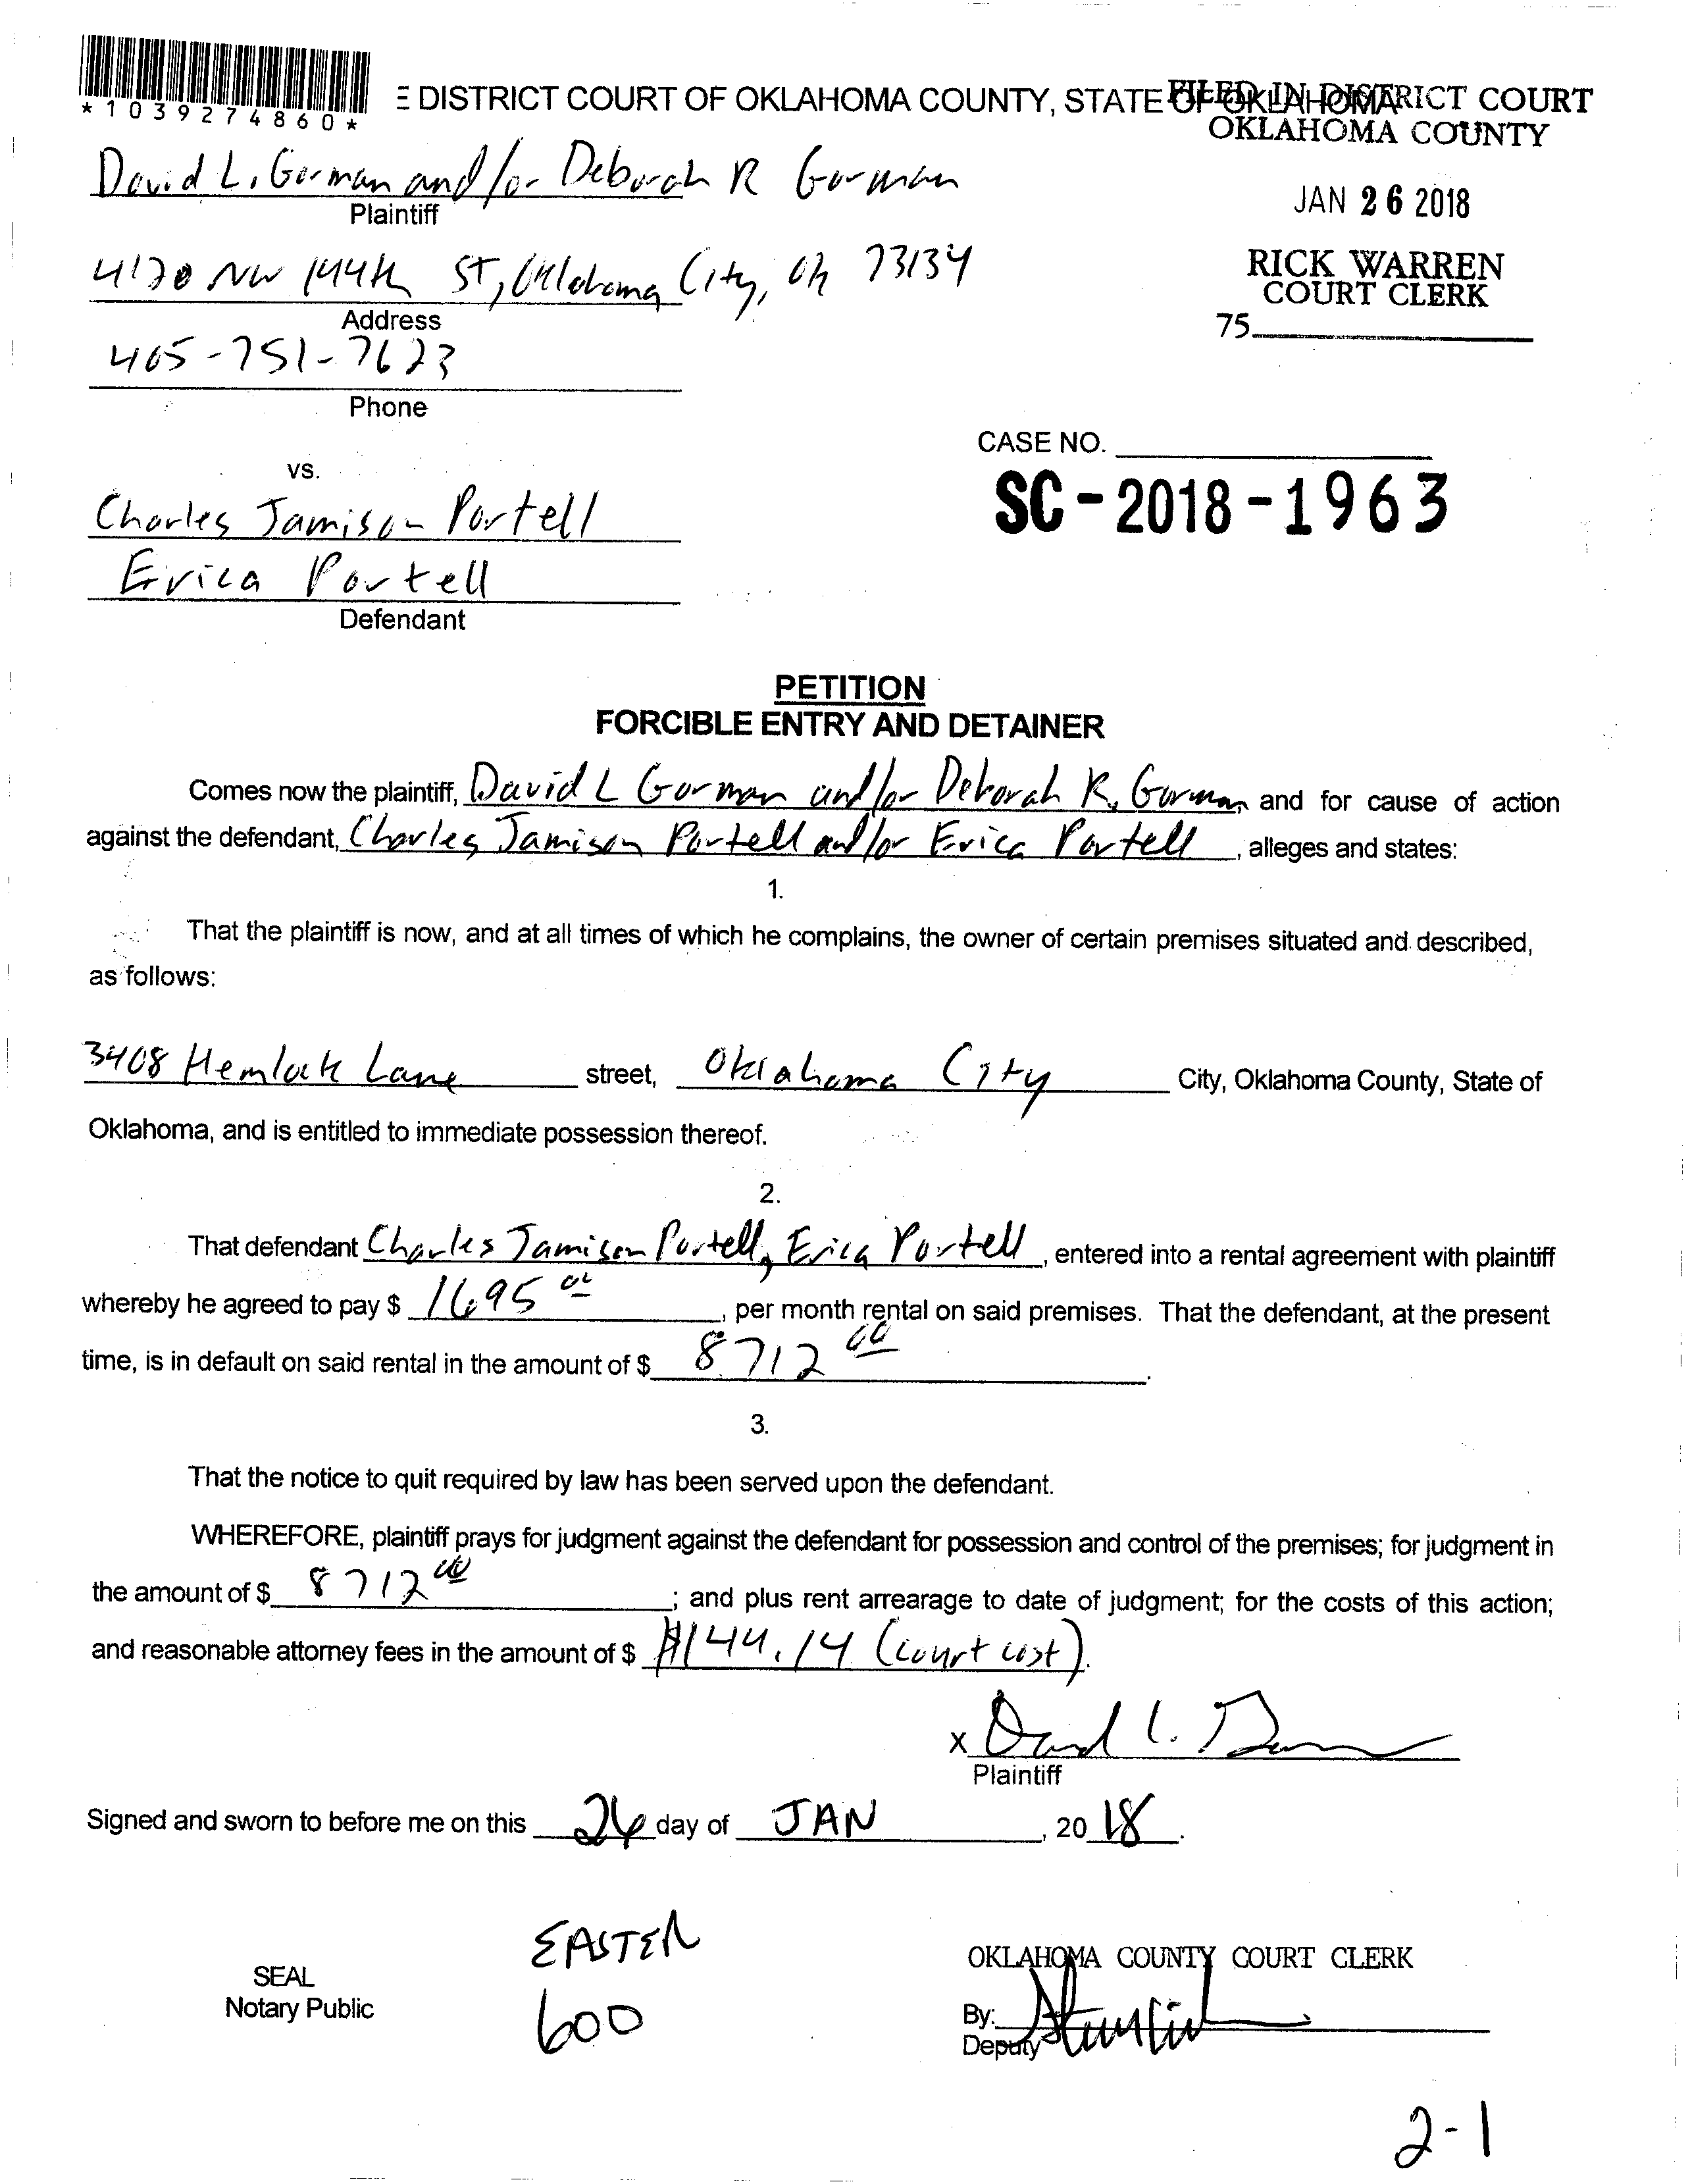 *1039274860*
E DISTRICT COURT OF OKLAHOMA COUNTY, STATE OF OKLAHOMA
FILED IN DISTRICT COURT
OKLAHOMA COUNTY
JAN 26 2018
RICK WARREN
COURT CLERK
75
David L. Gorman and/or Deborah R Gorman
Plaintiff
NW 144th ST, Oklahoma City, Ok 73134
Address
405-751-7623
Phone
CASE NO.
SC-2018-1963
vs.
Charles Jamison Portell
Erica Portell
Defendant
PETITION
FORCIBLE ENTRY AND DETAINER
Comes now the plaintiff, David L Gorman and/or Deborah R. Gorman and for cause of action
against the defendant, Charles Jamison Portell and/or Erica Portell, alleges and states:
1.
That the plaintiff is now, and at all times of which he complains, the owner of certain premises situated and described,
as follows:
3408 Hemlock Lane street, Oklahoma City City, Oklahoma County, State of
Oklahoma, and is entitled to immediate possession thereof.
2.
That defendant Charles Jamison Portell, Erica Portell, entered into a rental agreement with plaintiff
whereby he agreed to pay $ 1695 00, per month rental on said premises. That the defendant, at the present
time, is in default on said rental in the amount of $ 8712 00.
3.
That the notice to quit required by law has been served upon the defendant.
WHEREFORE, plaintiff prays for judgment against the defendant for possession and control of the premises; for judgment in
the amount of $ 8712 00; and plus rent arrearage to date of judgment; for the costs of this action;
and reasonable attorney fees in the amount of $ $144.14 (court cost).
x David L. Gorman
Plaintiff
Signed and sworn to before me on this 26 day of JAN, 20 18.
EASTER
600
SEAL
Notary Public
OKLAHOMA COUNTY COURT CLERK
By:
Deputy
2-1